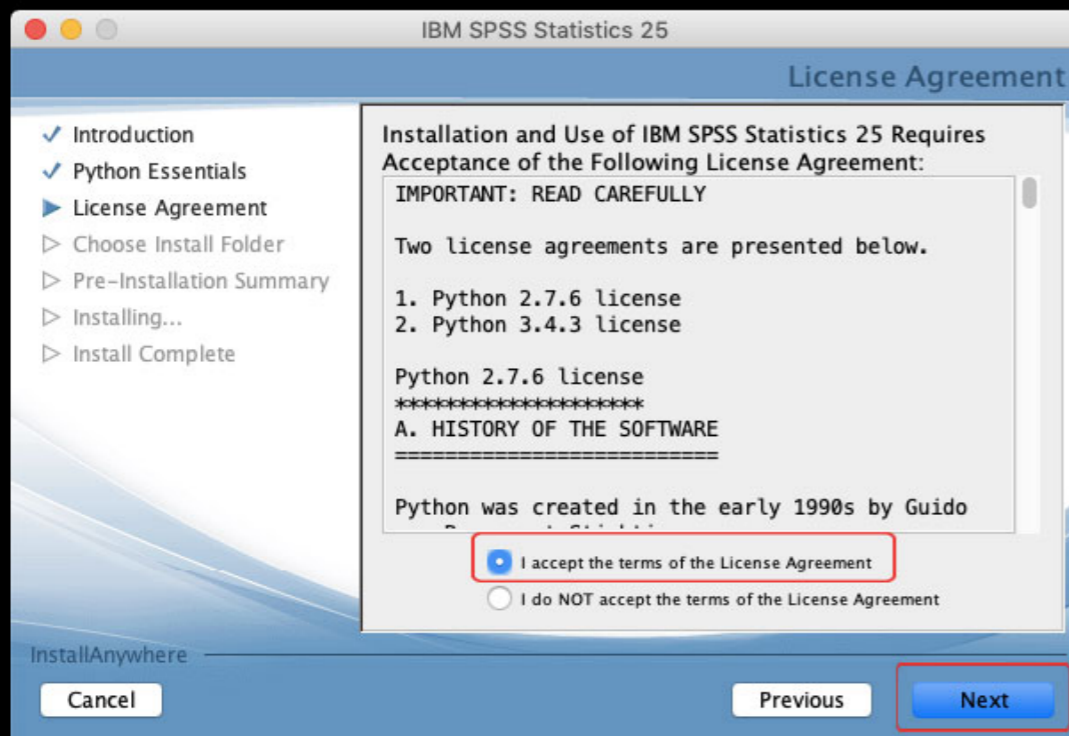 IBM SPSS Statistics 25
License Agreement
Introduction
Python Essentials
License Agreement
Choose Install Folder
Pre-Installation Summary
Installing...
Install Complete
Installation and Use of IBM SPSS Statistics 25 Requires
Acceptance of the Following License Agreement:
IMPORTANT: READ CAREFULLY
Two license agreements are presented below.
1. Python 2.7.6 license
2. Python 3.4.3 license
Python 2.7.6 license
********************
A. HISTORY OF THE SOFTWARE
==========================
Python was created in the early 1990s by Guido
I accept the terms of the License Agreement
I do NOT accept the terms of the License Agreement
InstallAnywhere
Cancel
Previous
Next